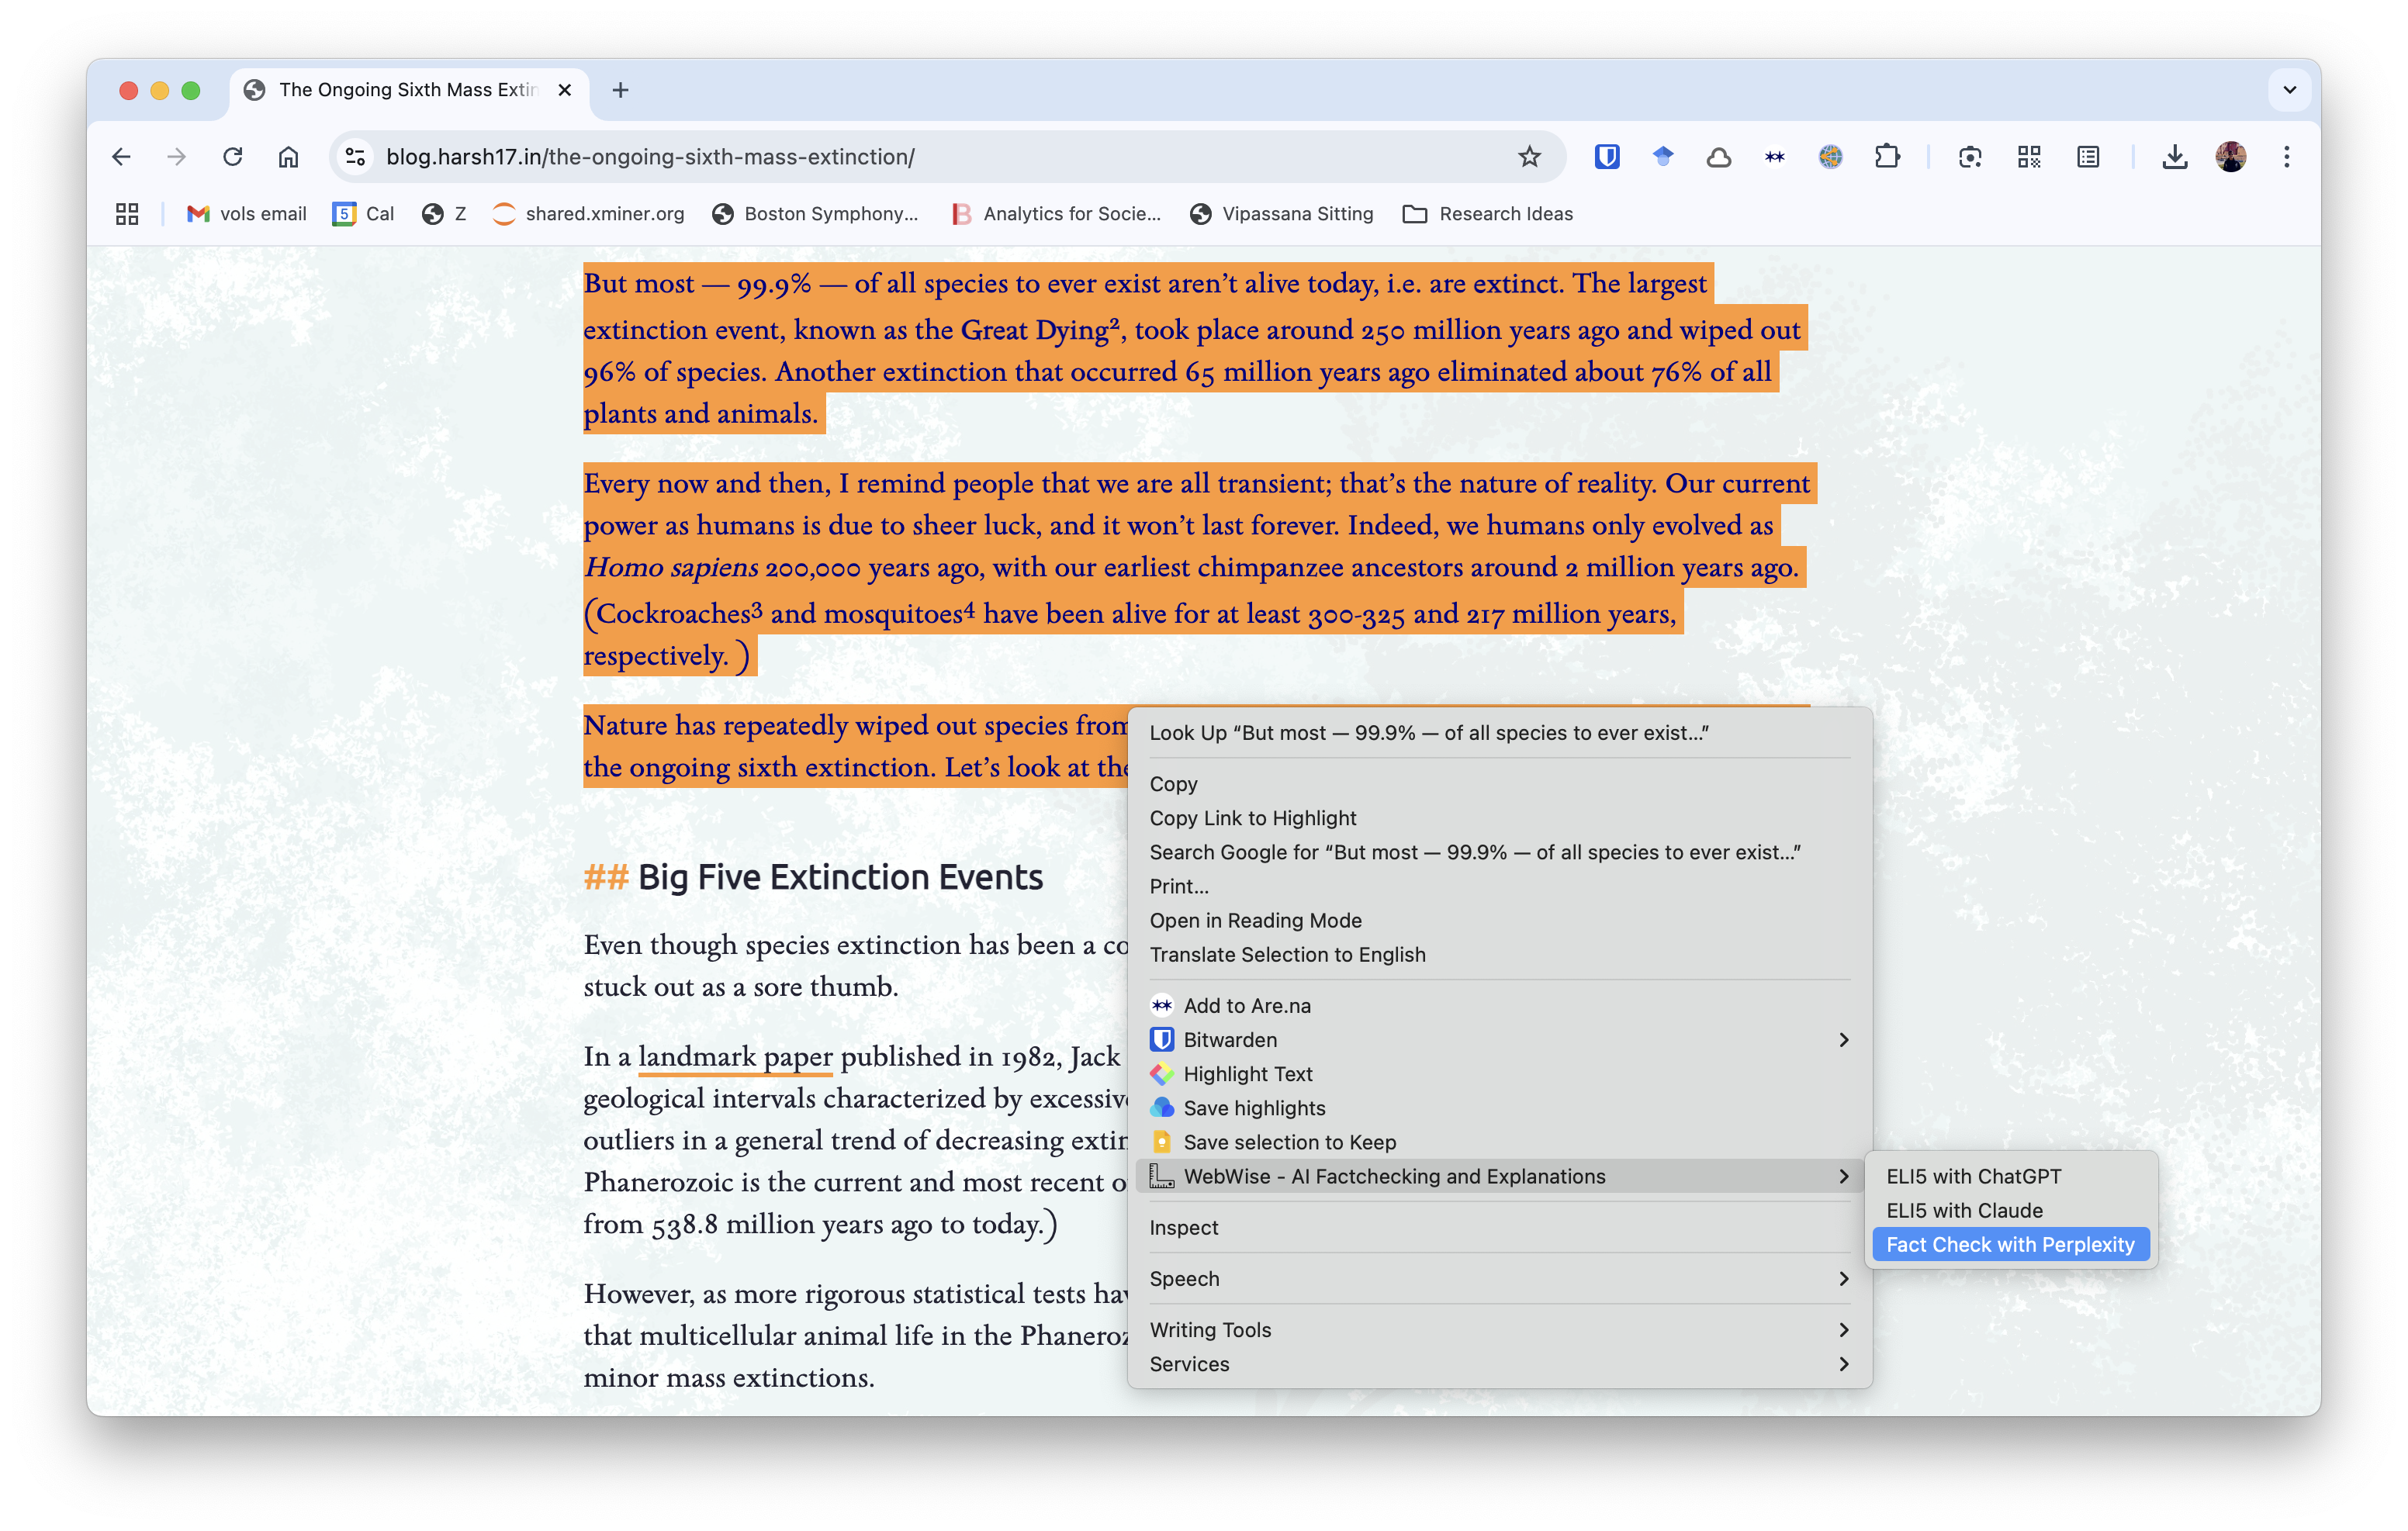 The Ongoing Sixth Mass Extin
blog.harsh17.in/the-ongoing-sixth-mass-extinction/
vols email
5
Cal
Z
shared.xminer.org
Boston Symphony...
B
Analytics for Socie...
Vipassana Sitting
Research Ideas
But most — 99.9% — of all species to ever exist aren’t alive today, i.e. are extinct. The largest
extinction event, known as the Great Dying², took place around 250 million years ago and wiped out
96% of species. Another extinction that occurred 65 million years ago eliminated about 76% of all
plants and animals.
Every now and then, I remind people that we are all transient; that’s the nature of reality. Our current
power as humans is due to sheer luck, and it won’t last forever. Indeed, we humans only evolved as
Homo sapiens 200,000 years ago, with our earliest chimpanzee ancestors around 2 million years ago.
(Cockroaches³ and mosquitoes⁴ have been alive for at least 300-325 and 217 million years,
respectively. )
Nature has repeatedly wiped out species from
the ongoing sixth extinction. Let’s look at the
## Big Five Extinction Events
Even though species extinction has been a co
stuck out as a sore thumb.
In a landmark paper published in 1982, Jack
geological intervals characterized by excessive
outliers in a general trend of decreasing extin
Phanerozoic is the current and most recent o
from 538.8 million years ago to today.)
However, as more rigorous statistical tests hav
that multicellular animal life in the Phaneroz
minor mass extinctions.
Look Up “But most — 99.9% — of all species to ever exist...”
Copy
Copy Link to Highlight
Search Google for “But most — 99.9% — of all species to ever exist...”
Print...
Open in Reading Mode
Translate Selection to English
Add to Are.na
Bitwarden
Highlight Text
Save highlights
Save selection to Keep
WebWise - AI Factchecking and Explanations
Inspect
Speech
Writing Tools
Services
ELI5 with ChatGPT
ELI5 with Claude
Fact Check with Perplexity